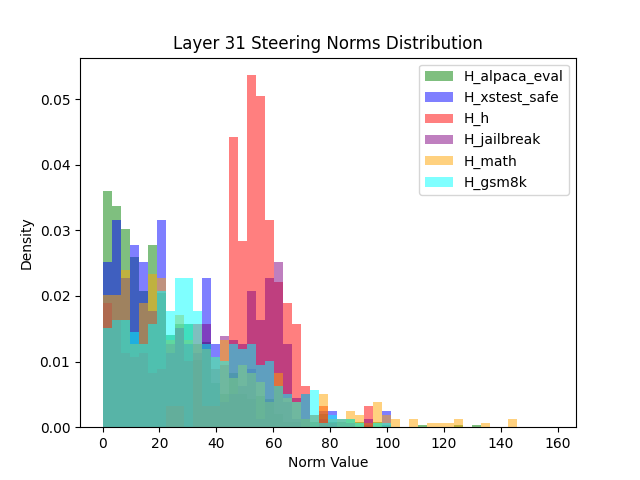 Layer 31 Steering Norms Distribution
H_alpaca_eval
H_xstest_safe
H_h
H_jailbreak
H_math
H_gsm8k
Density
0.05
0.04
0.03
0.02
0.01
0.00
0 20 40 60 80 100 120 140 160
Norm Value